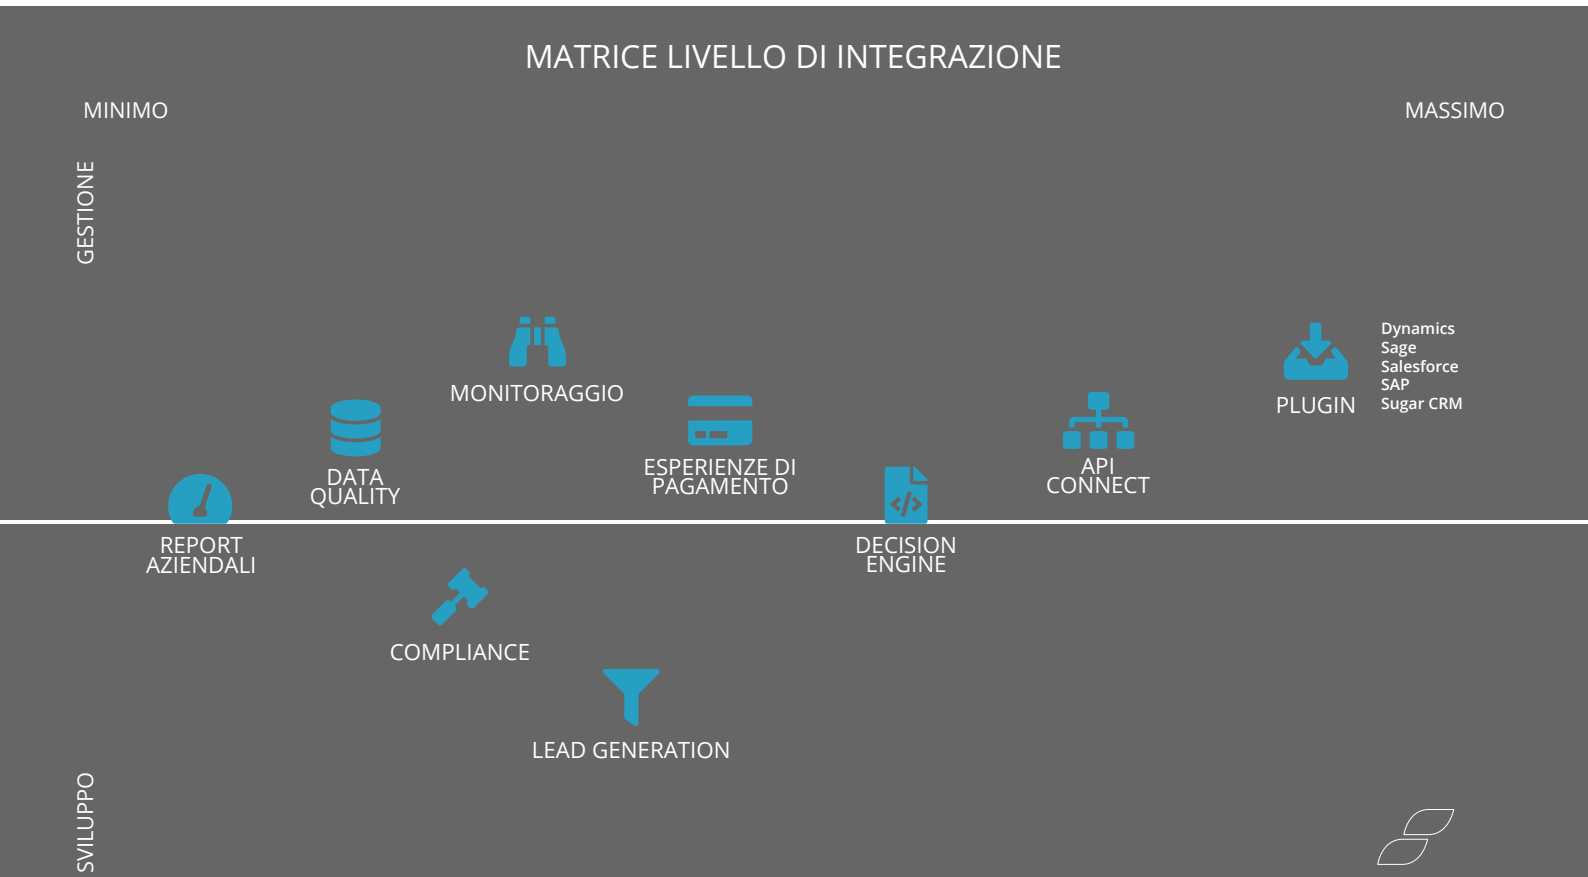 MATRICE LIVELLO DI INTEGRAZIONE
MINIMO
MASSIMO
GESTIONE
MONITORAGGIO
Dynamics
Sage
Salesforce
SAP
Sugar CRM
PLUGIN
DATA
QUALITY
ESPERIENZE DI
PAGAMENTO
API
CONNECT
REPORT
AZIENDALI
DECISION
ENGINE
COMPLIANCE
LEAD GENERATION
SVILUPPO